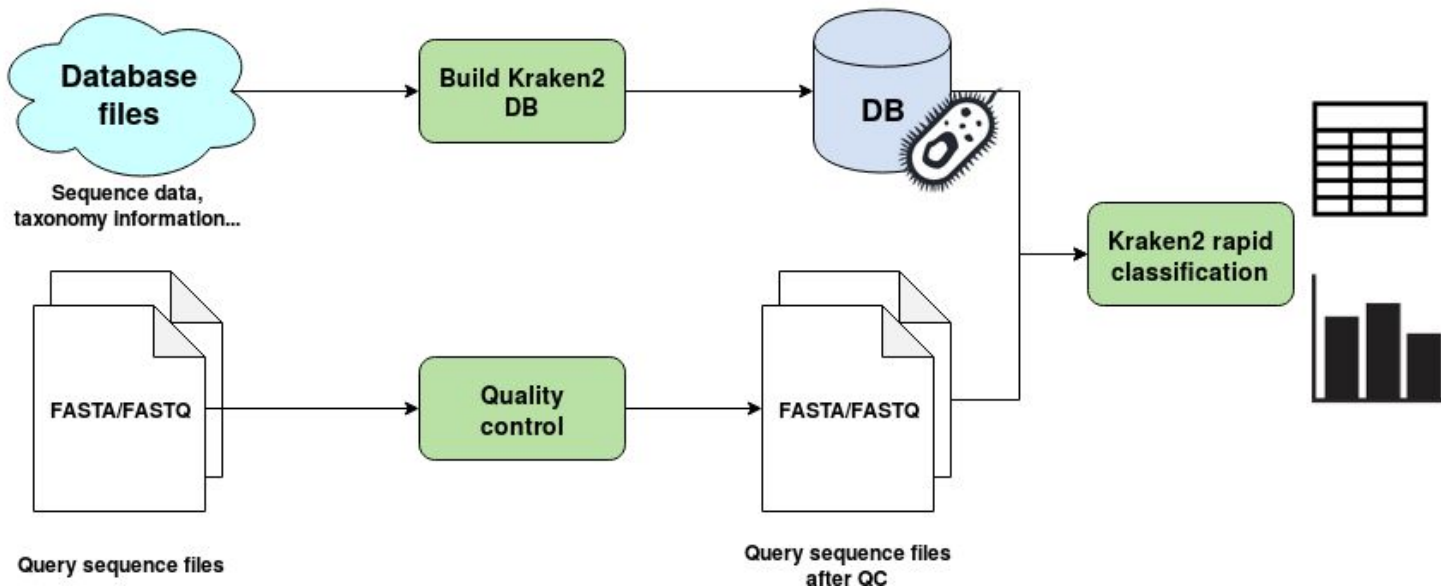 Database
files
Sequence data,
taxonomy information...
Build Kraken2
DB
DB
Kraken2 rapid
classification
FASTA/FASTQ
Query sequence files
Quality
control
FASTA/FASTQ
Query sequence files
after QC